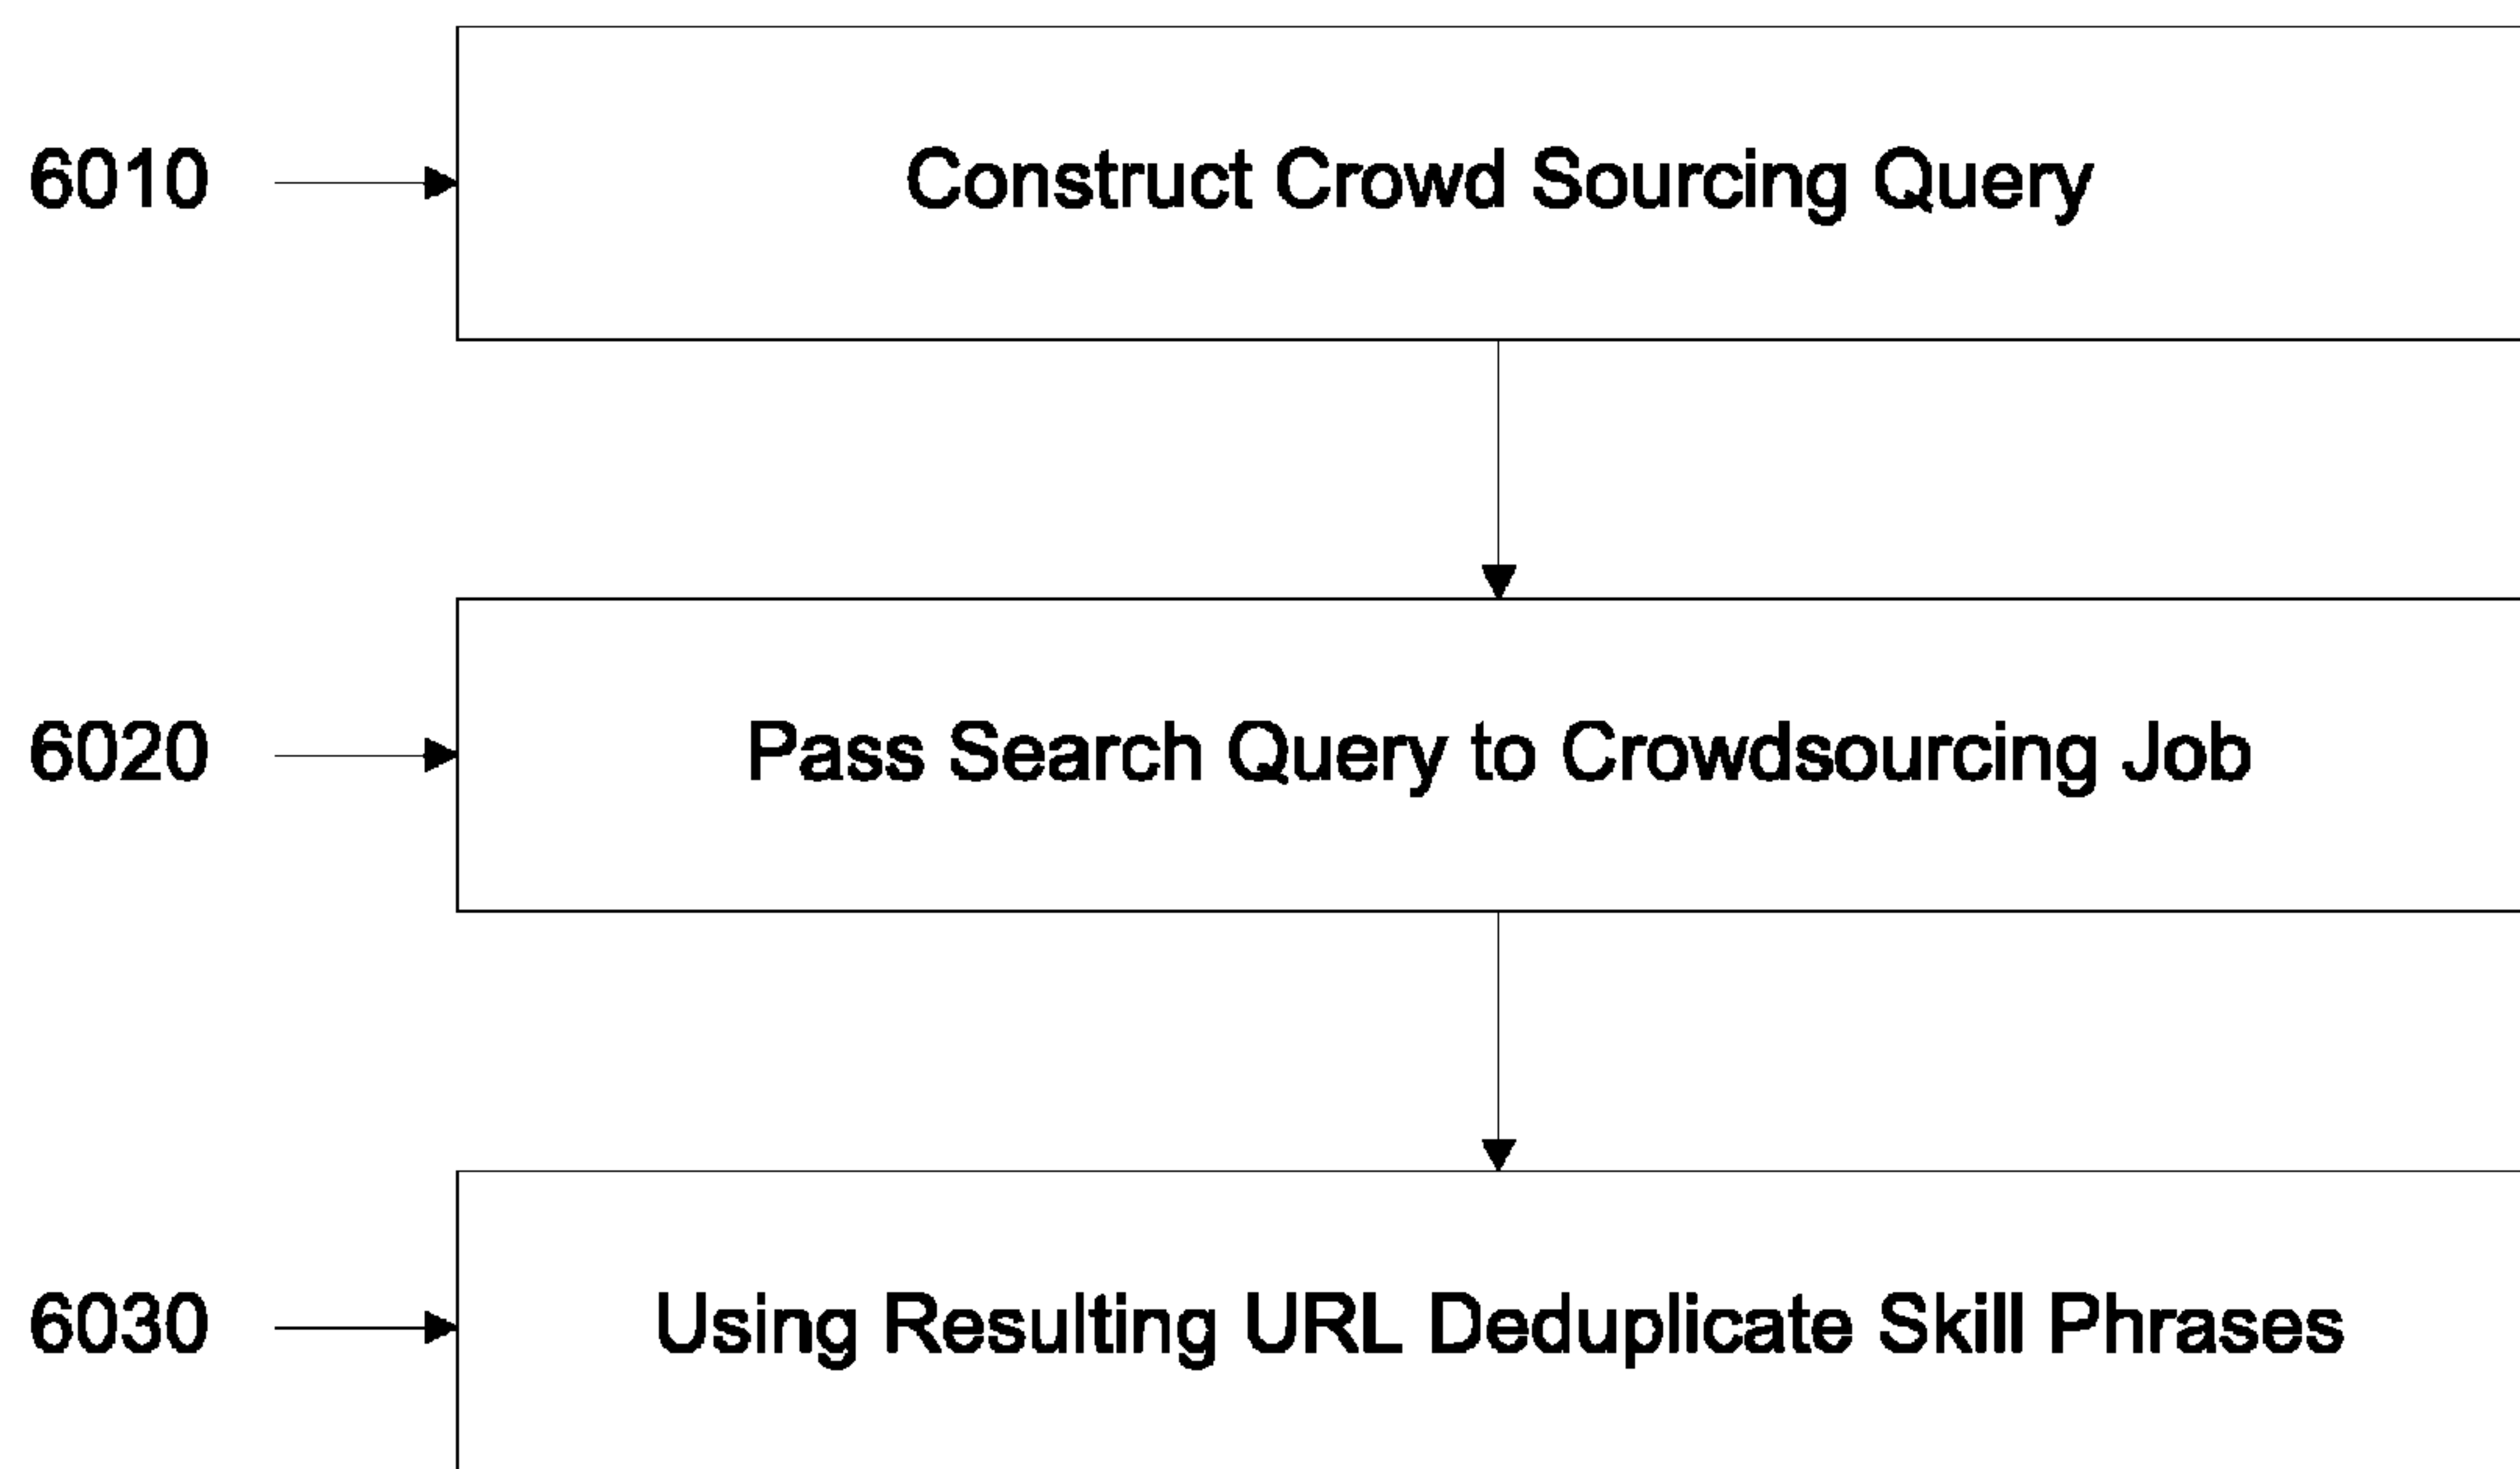 6010 Construct Crowd Sourcing Query
6020 Pass Search Query to Crowdsourcing Job
6030 Using Resulting URL Deduplicate Skill Phrases